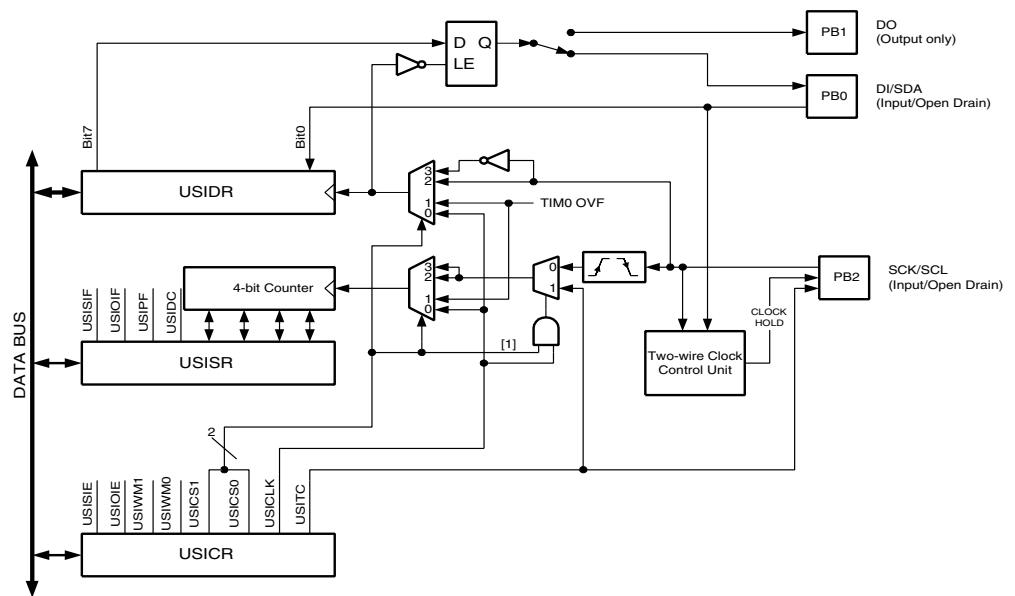 D Q
LE
PB1
DO
(Output only)
PB0
DI/SDA
(Input/Open Drain)
Bit7
Bit0
3
2
1
0
USIDR
TIM0 OVF
DATA BUS
USISIF
USIOIF
USIPF
USIDC
4-bit Counter
3
2
1
0
0
1
PB2
SCK/SCL
(Input/Open Drain)
CLOCK
HOLD
[1]
USISR
Two-wire Clock
Control Unit
2
USISIE
USIOIE
USIWM1
USIWM0
USICS1
USICS0
USICLK
USITC
USICR